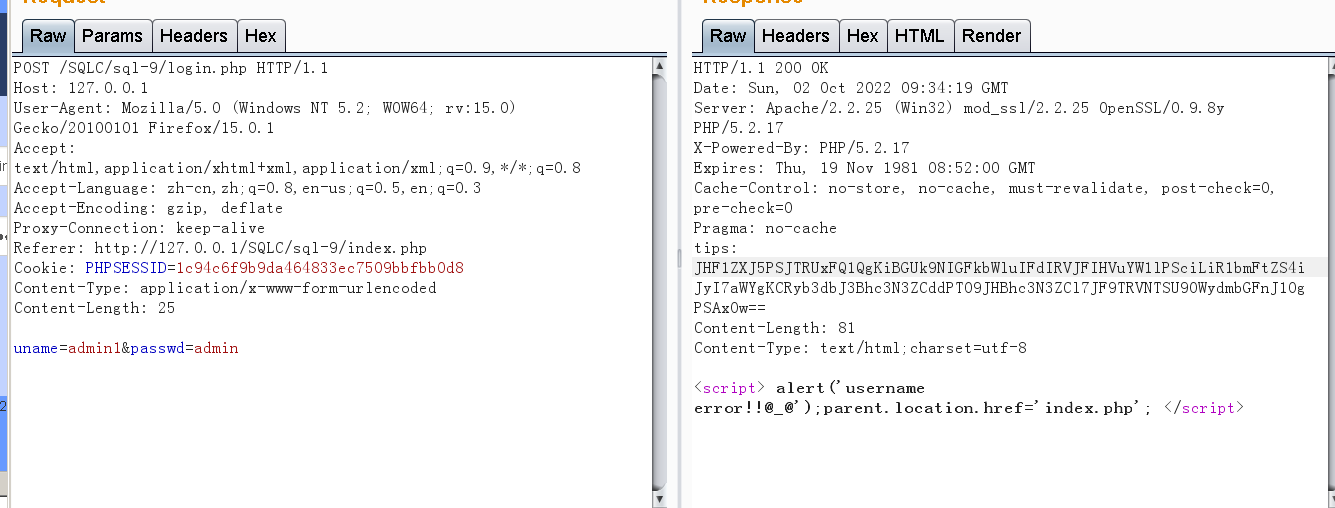 Request
Raw Params Headers Hex
POST /SQLC/sql-9/login.php HTTP/1.1
Host: 127.0.0.1
User-Agent: Mozilla/5.0 (Windows NT 5.2; WOW64; rv:15.0)
Gecko/20100101 Firefox/15.0.1
Accept:
text/html,application/xhtml+xml,application/xml;q=0.9,*/*;q=0.8
Accept-Language: zh-cn,zh;q=0.8,en-us;q=0.5,en;q=0.3
Accept-Encoding: gzip, deflate
Proxy-Connection: keep-alive
Referer: http://127.0.0.1/SQLC/sql-9/index.php
Cookie: PHPSESSID=1c94c6f9b9da464833ec7509bbfbb0d8
Content-Type: application/x-www-form-urlencoded
Content-Length: 25
uname=admin1&passwd=admin
Response
Raw Headers Hex HTML Render
HTTP/1.1 200 OK
Date: Sun, 02 Oct 2022 09:34:19 GMT
Server: Apache/2.2.25 (Win32) mod_ssl/2.2.25 OpenSSL/0.9.8y
PHP/5.2.17
X-Powered-By: PHP/5.2.17
Expires: Thu, 19 Nov 1981 08:52:00 GMT
Cache-Control: no-store, no-cache, must-revalidate, post-check=0,
pre-check=0
Pragma: no-cache
tips:
JHF1ZXJ5PSJTRUxFQ1QgKiBGUk9NIGFkbWluIFdIRVJFIHVuYW1lPSciLiR1bmFtZS4i
JyI7aWYgKCRyb3dbJ3Bhc3N3ZCddPT09JHBhc3N3ZCl7JF9TRVNTSU9OWydmbGFnJ10g
PSAxOw==
Content-Length: 81
Content-Type: text/html;charset=utf-8
<script> alert('username
error!!@_@');parent.location.href='index.php'; </script>